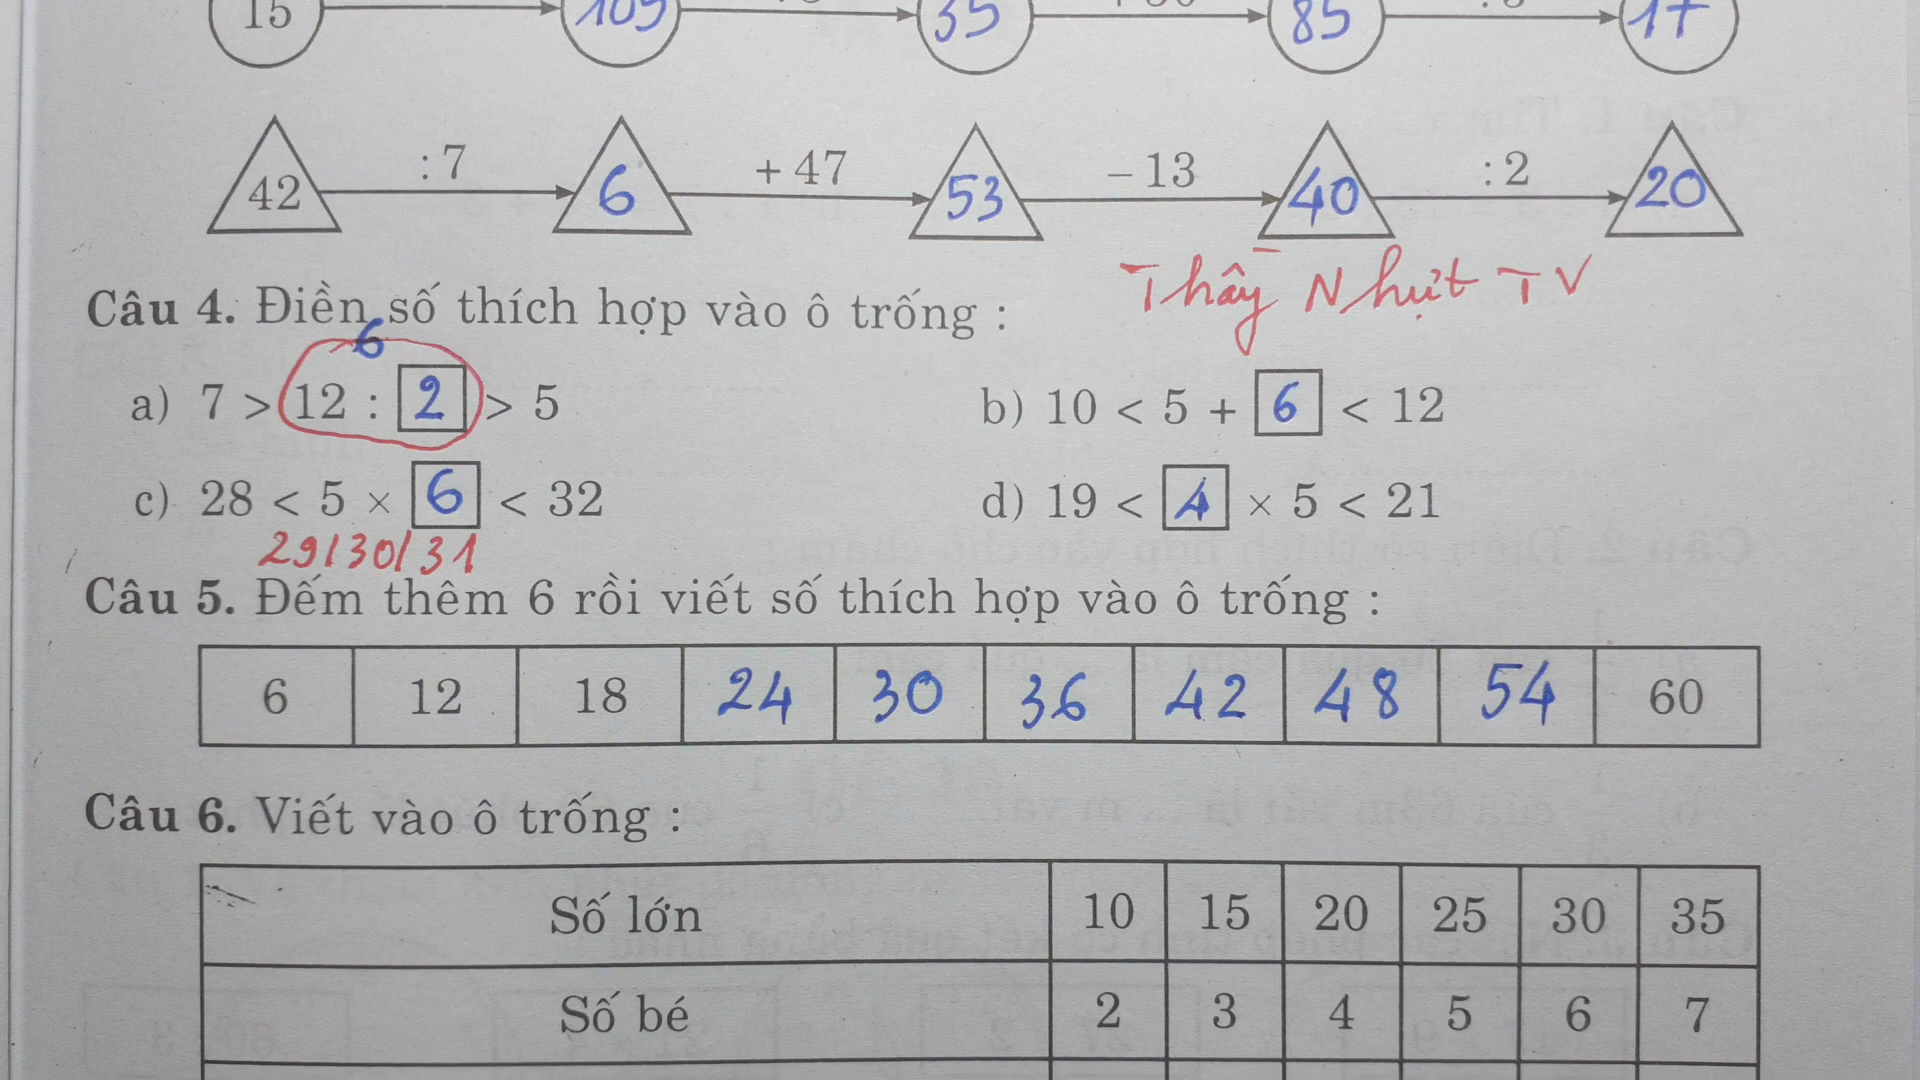 15 105 35 85 17
: 7 + 47 – 13 : 2
42 6 53 40 20
Thầy Nhựt TV
Câu 4. Điền số thích hợp vào ô trống :
6
a) 7 > 12 : 2 > 5 b) 10 < 5 + 6 < 12
c) 28 < 5 × 6 < 32 d) 19 < 4 × 5 < 21
29/30/31
Câu 5. Đếm thêm 6 rồi viết số thích hợp vào ô trống :
6 12 18 24 30 36 42 48 54 60
Câu 6. Viết vào ô trống :
Số lớn 10 15 20 25 30 35
Số bé 2 3 4 5 6 7